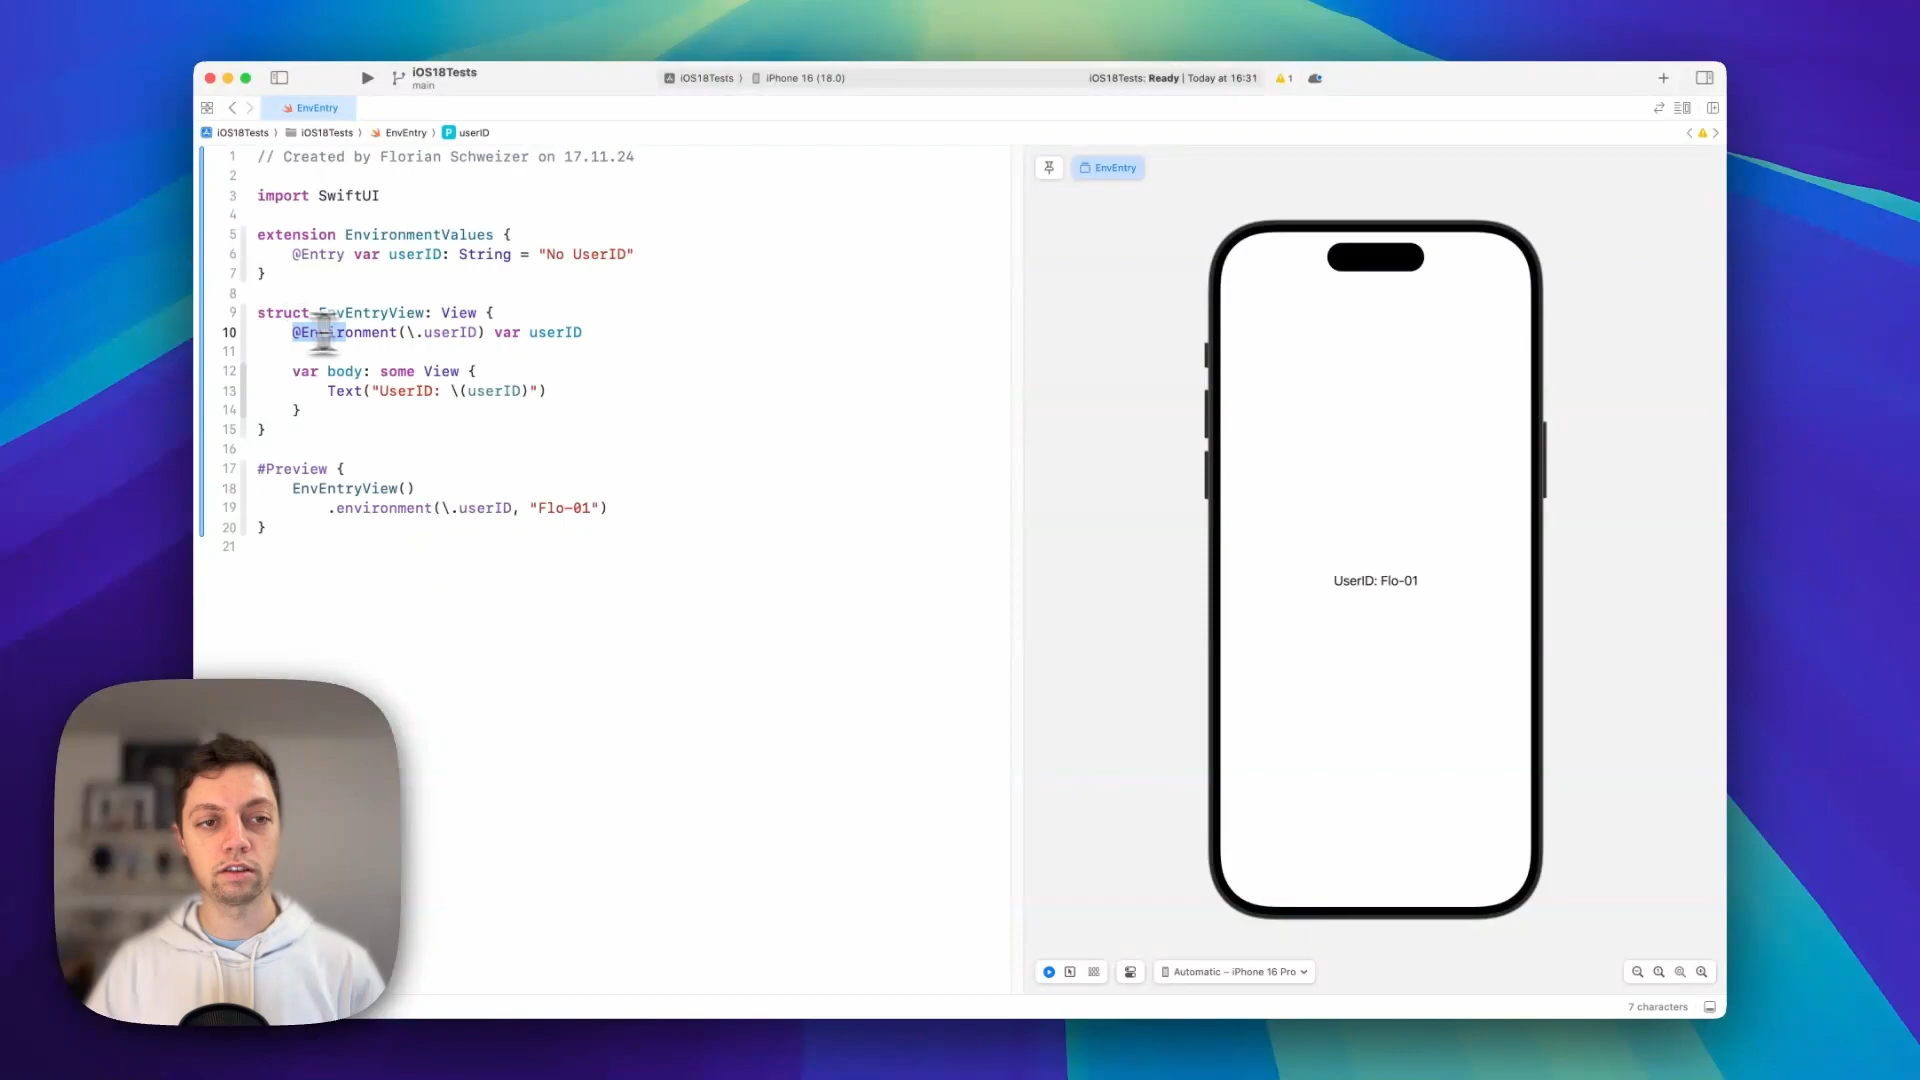 iOS18Tests
main
iOS18Tests
iPhone 16 (18.0)
iOS18Tests: Ready | Today at 16:31
1
EnvEntry
iOS18Tests
iOS18Tests
EnvEntry
P
userID
1 // Created by Florian Schweizer on 17.11.24
2
3 import SwiftUI
4
5 extension EnvironmentValues {
6 @Entry var userID: String = "No UserID"
7 }
8
9 struct EnvEntryView: View {
10 @Environment(\.userID) var userID
11
12 var body: some View {
13 Text("UserID: \(userID)")
14 }
15 }
16
17 #Preview {
18 EnvEntryView()
19 .environment(\.userID, "Flo-01")
20 }
21
EnvEntry
UserID: Flo-01
Automatic – iPhone 16 Pro
7 characters